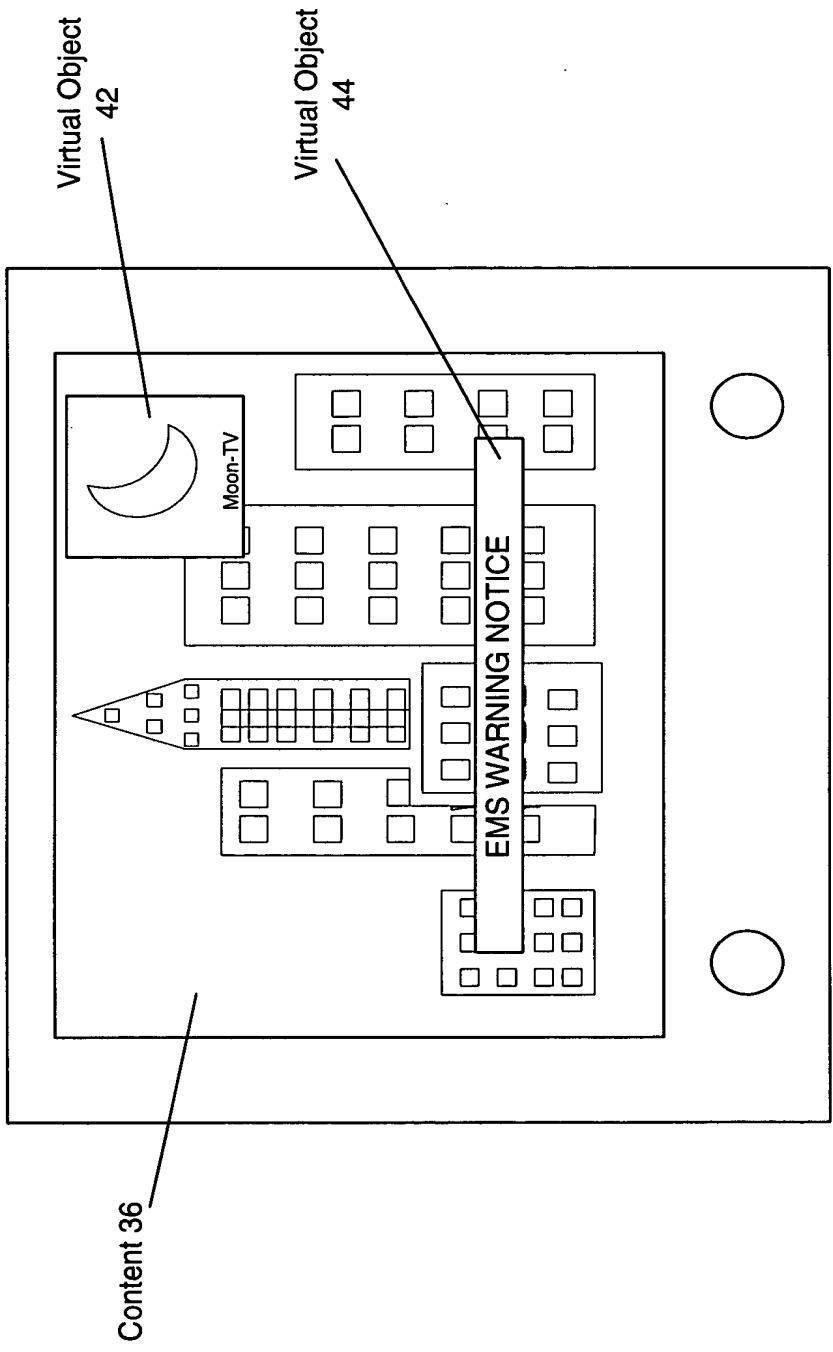 Virtual Object
42
Virtual Object
44
Moon-TV
EMS WARNING NOTICE
Content 36